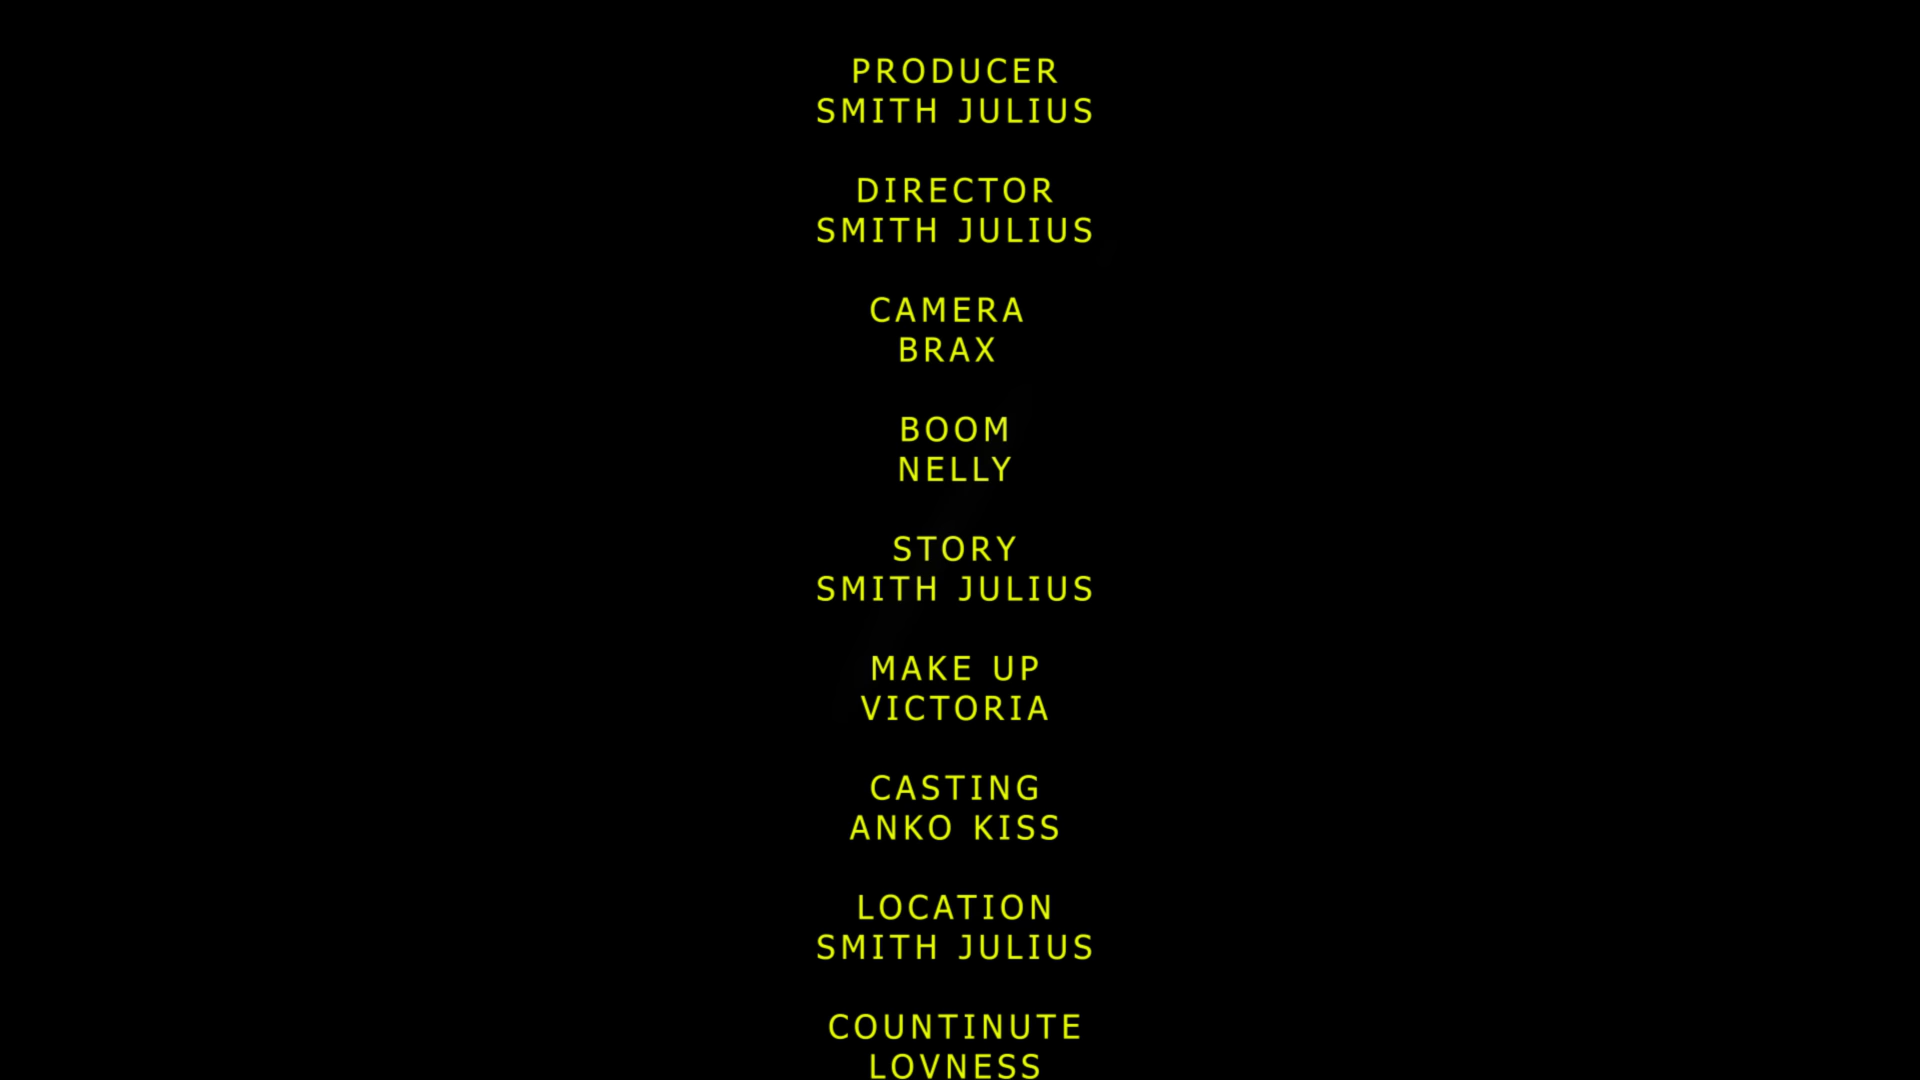 PRODUCER
SMITH JULIUS
DIRECTOR
SMITH JULIUS
CAMERA
BRAX
BOOM
NELLY
STORY
SMITH JULIUS
MAKE UP
VICTORIA
CASTING
ANKO KISS
LOCATION
SMITH JULIUS
COUNTINUTE
LOVNESS